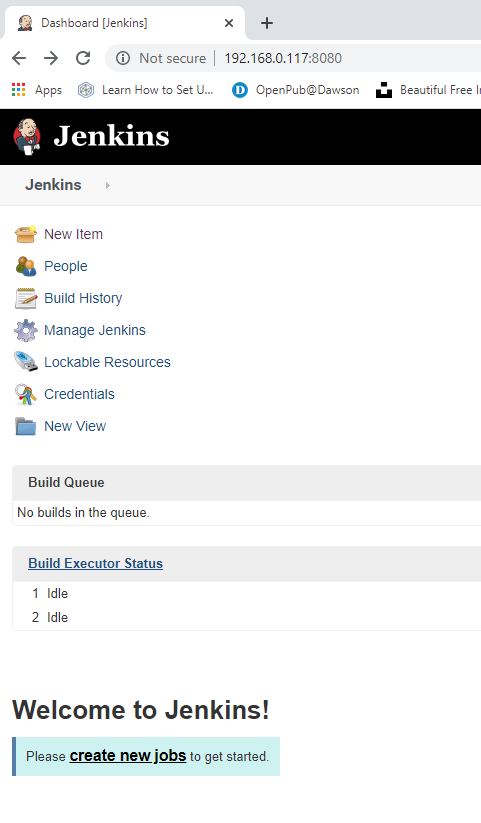 Dashboard [Jenkins]
Not secure 192.168.0.117:8080
Apps Learn How to Set U... OpenPub@Dawson Beautiful Free I
Jenkins
Jenkins
New Item
People
Build History
Manage Jenkins
Lockable Resources
Credentials
New View
Build Queue
No builds in the queue.
Build Executor Status
1 Idle
2 Idle
Welcome to Jenkins!
Please create new jobs to get started.